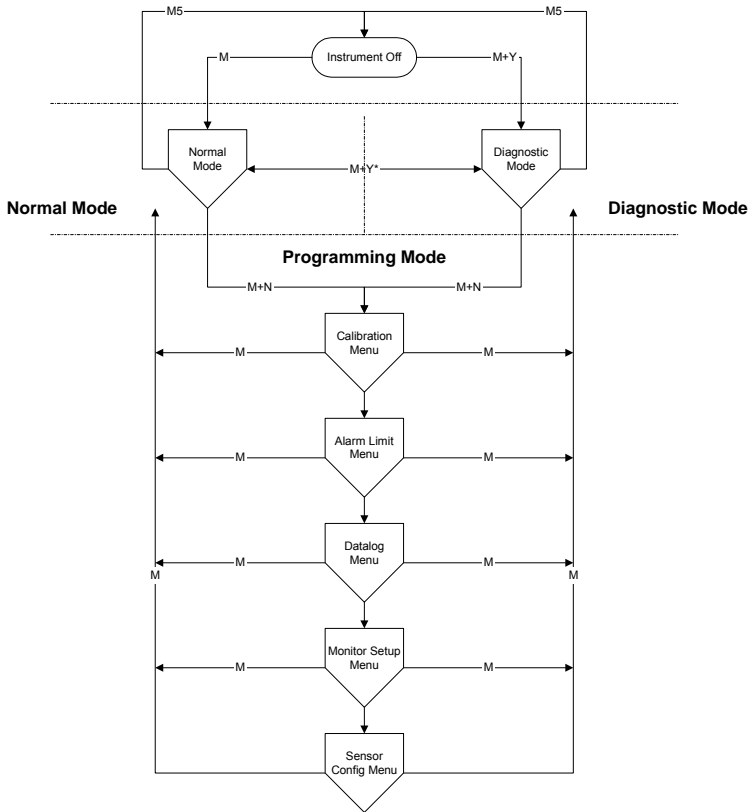 M5
M5
Instrument Off
M
M+Y
Normal
Mode
Diagnostic
Mode
M+Y*
Normal Mode
Diagnostic Mode
Programming Mode
M+N
M+N
Calibration
Menu
M
M
Alarm Limit
Menu
M
M
Datalog
Menu
M
M
M
M
Monitor Setup
Menu
M
M
Sensor
Config Menu